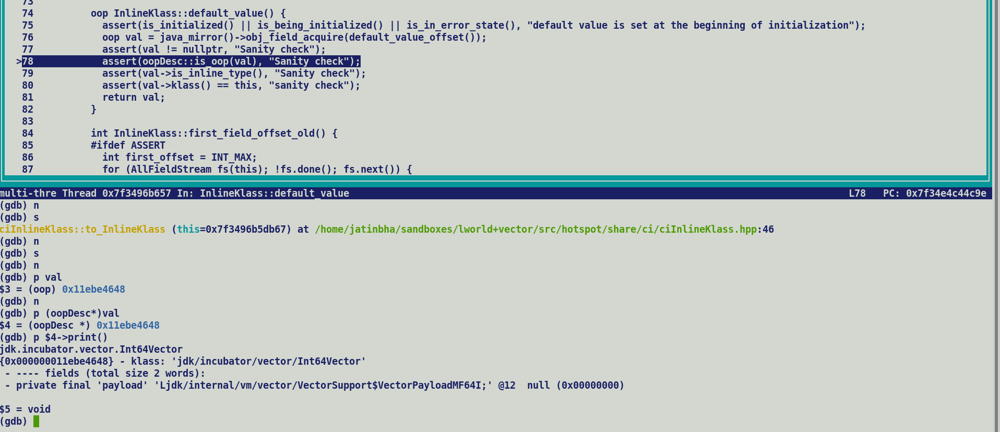 73
74          oop InlineKlass::default_value() {
75            assert(is_initialized() || is_being_initialized() || is_in_error_state(), "default value is set at the beginning of initialization");
76            oop val = java_mirror()->obj_field_acquire(default_value_offset());
77            assert(val != nullptr, "Sanity check");
>78            assert(oopDesc::is_oop(val), "Sanity check");
79            assert(val->is_inline_type(), "Sanity check");
80            assert(val->klass() == this, "sanity check");
81            return val;
82          }
83
84          int InlineKlass::first_field_offset_old() {
85          #ifdef ASSERT
86            int first_offset = INT_MAX;
87            for (AllFieldStream fs(this); !fs.done(); fs.next()) {
multi-thre Thread 0x7f3496b657 In: InlineKlass::default_value L78 PC: 0x7f34e4c44c9e
(gdb) n
(gdb) s
ciInlineKlass::to_InlineKlass (this=0x7f3496b5db67) at /home/jatinbha/sandboxes/lworld+vector/src/hotspot/share/ci/ciInlineKlass.hpp:46
(gdb) n
(gdb) s
(gdb) n
(gdb) p val
$3 = (oop) 0x11ebe4648
(gdb) n
(gdb) p (oopDesc*)val
$4 = (oopDesc *) 0x11ebe4648
(gdb) p $4->print()
jdk.incubator.vector.Int64Vector
{0x000000011ebe4648} - klass: 'jdk/incubator/vector/Int64Vector'
- ---- fields (total size 2 words):
- private final 'payload' 'Ljdk/internal/vm/vector/VectorSupport$VectorPayloadMF64I;' @12  null (0x00000000)
$5 = void
(gdb)